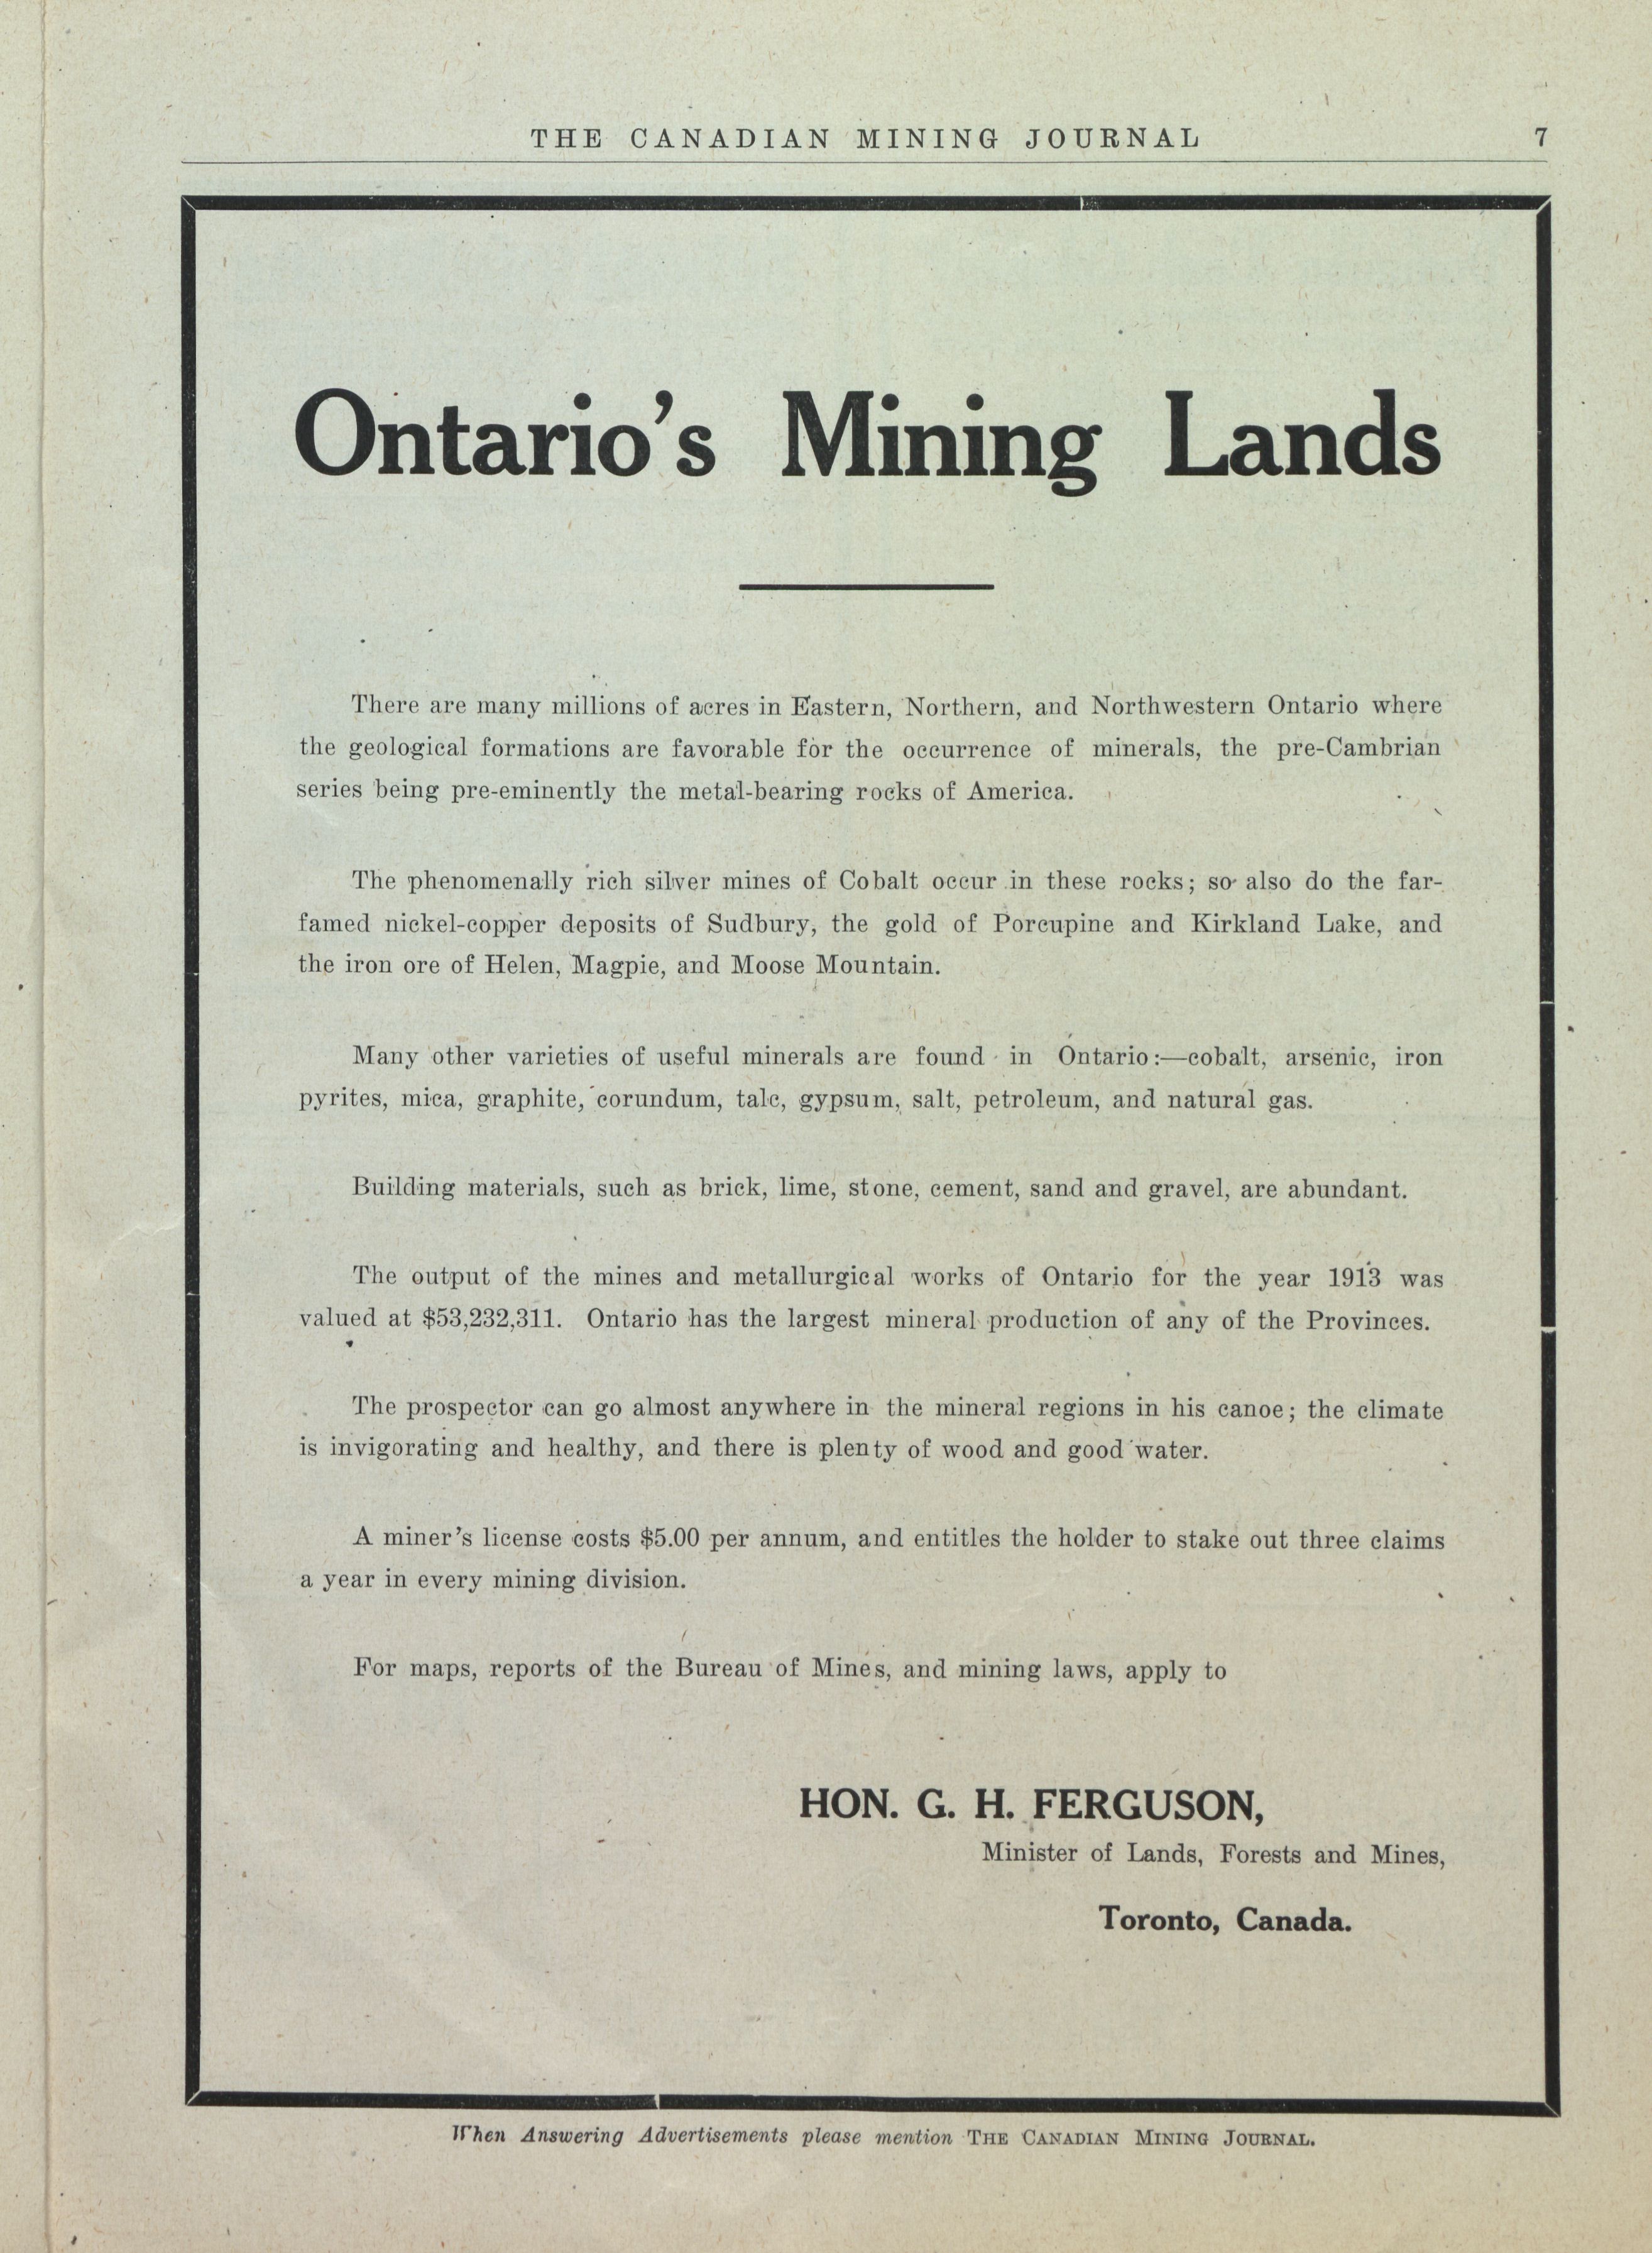 THE CANADIAN MINING JOURNAL 7
Ontario's Mining Lands
There are many millions of acres in Eastern, Northern, and Northwestern Ontario where
the geological formations are favorable for the occurrence of minerals, the pre-Cambrian
series being pre-eminently the metal-bearing rocks of America.
The phenomenally rich silver mines of Cobalt occur in these rocks; so also do the far-
famed nickel-copper deposits of Sudbury, the gold of Porcupine and Kirkland Lake, and
the iron ore of Helen, Magpie, and Moose Mountain.
Many other varieties of useful minerals are found in Ontario:—cobalt, arsenic, iron
pyrites, mica, graphite, corundum, talc, gypsum, salt, petroleum, and natural gas.
Building materials, such as brick, lime, stone, cement, sand and gravel, are abundant.
The output of the mines and metallurgical works of Ontario for the year 1913 was
valued at $53,232,311. Ontario has the largest mineral production of any of the Provinces.
The prospector can go almost anywhere in the mineral regions in his canoe; the climate
is invigorating and healthy, and there is plenty of wood and good water.
A miner's license costs $5.00 per annum, and entitles the holder to stake out three claims
a year in every mining division.
For maps, reports of the Bureau of Mines, and mining laws, apply to
HON. G. H. FERGUSON,
Minister of Lands, Forests and Mines,
Toronto, Canada.
When Answering Advertisements please mention THE CANADIAN MINING JOURNAL.